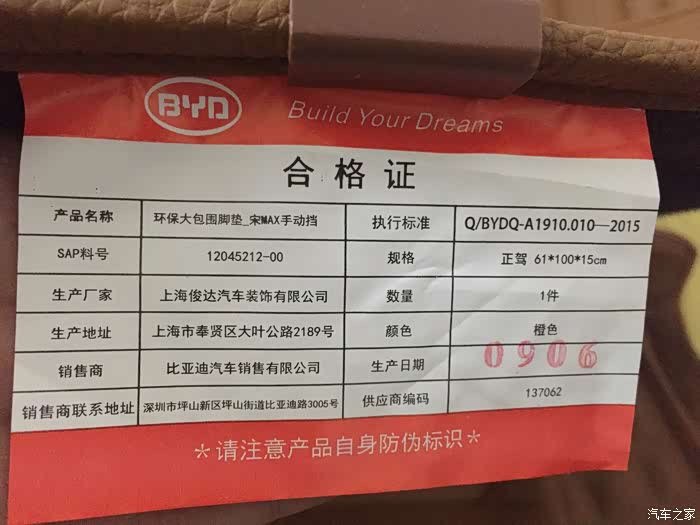 BYD Build Your Dreams
合格证
产品名称 环保大包围脚垫_宋MAX手动挡 执行标准 Q/BYDQ-A1910.010—2015
SAP料号 12045212-00 规格 正驾 61*100*15cm
生产厂家 上海俊达汽车装饰有限公司 数量 1件
生产地址 上海市奉贤区大叶公路2189号 颜色 橙色
销售商 比亚迪汽车销售有限公司 生产日期 0906
销售商联系地址 深圳市坪山新区坪山街道比亚迪路3005号 供应商编码 137062
*请注意产品自身防伪标识*
汽车之家